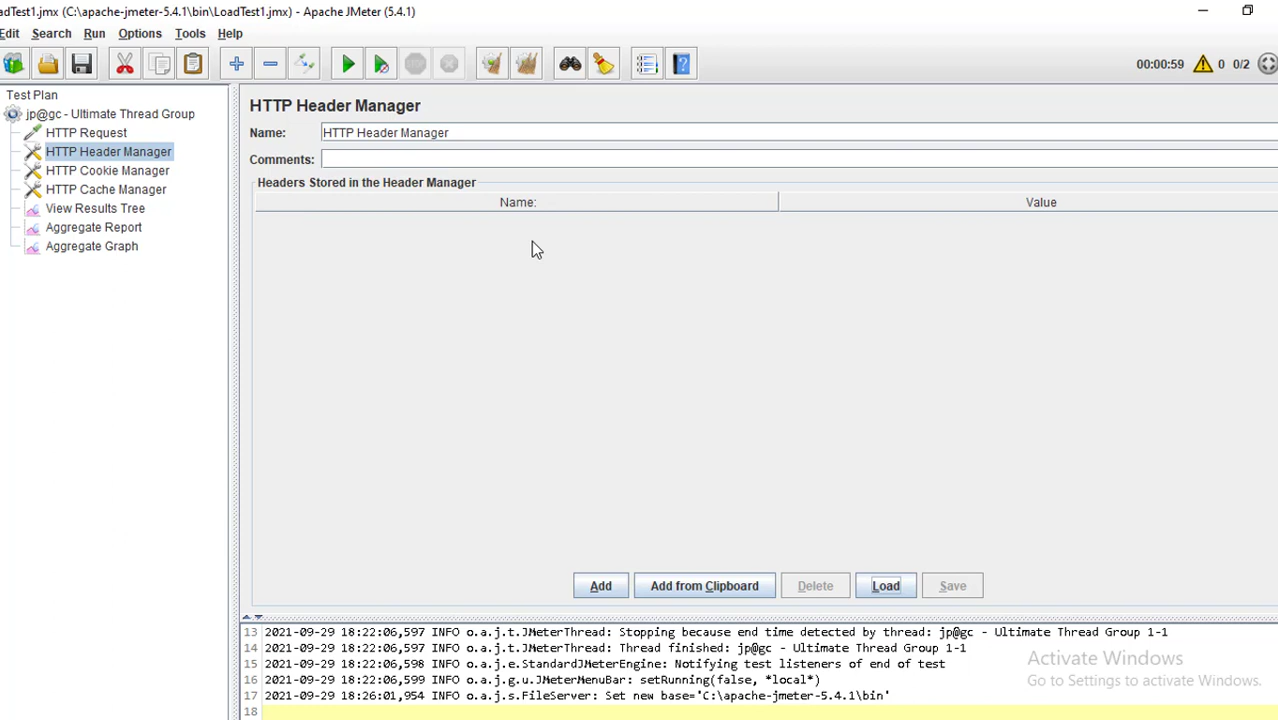 adTest1.jmx (C:\apache-jmeter-5.4.1\bin\LoadTest1.jmx) - Apache JMeter (5.4.1)
Edit Search Run Options Tools Help
00:00:59 0 0/2
Test Plan
jp@gc - Ultimate Thread Group
HTTP Request
HTTP Header Manager
HTTP Cookie Manager
HTTP Cache Manager
View Results Tree
Aggregate Report
Aggregate Graph
HTTP Header Manager
Name: HTTP Header Manager
Comments:
Headers Stored in the Header Manager
Name: Value
Add Add from Clipboard Delete Load Save
13 2021-09-29 18:22:06,597 INFO o.a.j.t.JMeterThread: Stopping because end time detected by thread: jp@gc - Ultimate Thread Group 1-1
14 2021-09-29 18:22:06,597 INFO o.a.j.t.JMeterThread: Thread finished: jp@gc - Ultimate Thread Group 1-1
15 2021-09-29 18:22:06,598 INFO o.a.j.e.StandardJMeterEngine: Notifying test listeners of end of test
16 2021-09-29 18:22:06,599 INFO o.a.j.g.u.JMeterMenuBar: setRunning(false, *local*)
17 2021-09-29 18:26:01,954 INFO o.a.j.s.FileServer: Set new base='C:\apache-jmeter-5.4.1\bin'
18
Activate Windows
Go to Settings to activate Windows.